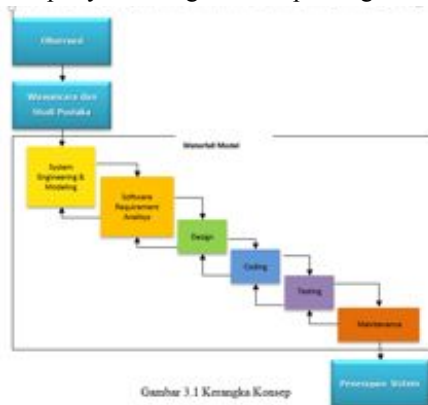 Observasi
Wawancara dan
Studi Pustaka
Waterfall Model
System
Engineering &
Modeling
Software
Requirement
Analisys
Design
Coding
Testing
Maintenance
Penerapan Sistem
Gambar 3.1 Kerangka Konsep